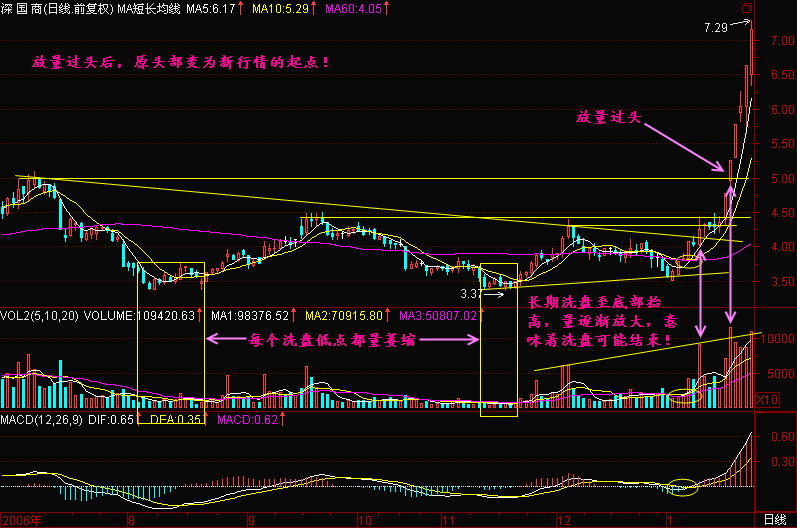 深 国 商(日线.前复权) MA短长均线 MA5:6.17↑ MA10:5.29↑ MA60:4.05↑
7.29
7.00
放量过头后，原头部变为新行情的起点！
6.50
6.00
放量过头
5.50
5.00
4.50
4.00
3.50
3.37
长期洗盘至底部抬
高，量逐渐放大，意
味着洗盘可能结束！
VOL2(5,10,20) VOLUME:109420.63↑ MA1:98376.52↑ MA2:70915.80↑ MA3:50807.02↑
每个洗盘低点都量萎缩
10000
5000
X10
MACD(12,26,9) DIF:0.65↑ DEA:0.35↑ MACD:0.62↑
0.60
0.30
2006年 8 9 10 11 12 1 日线